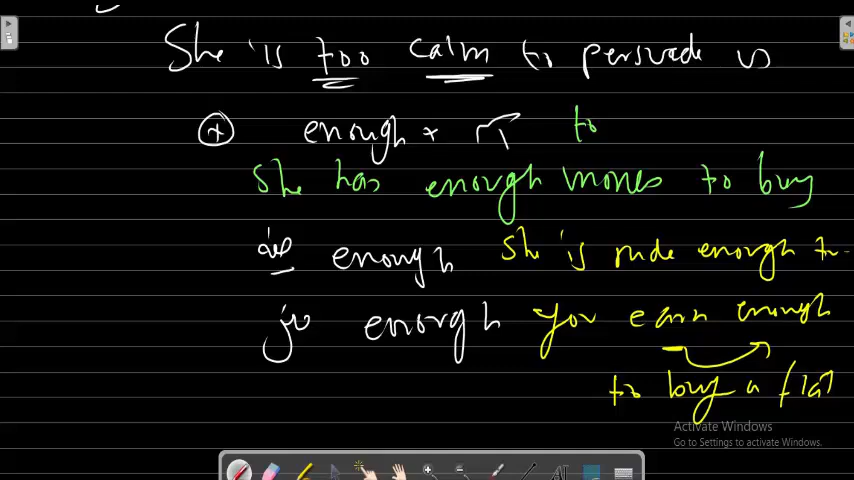 She is too calm to persuade us
enough + to
She has enough money to buy
enough She is rude enough to
enough you earn enough
to buy a flat
Activate Windows
Go to Settings to activate Windows.